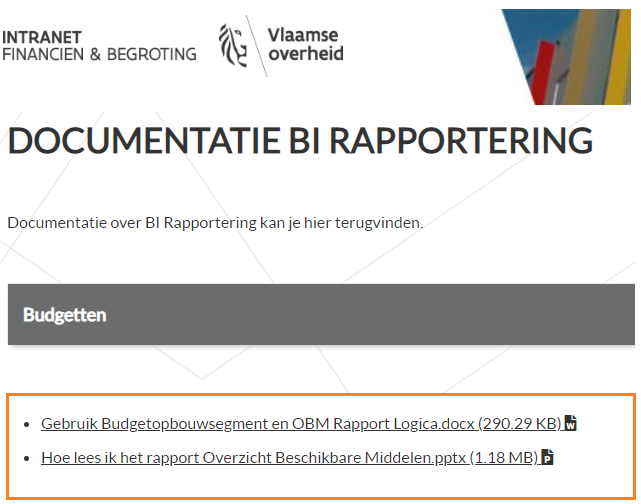 INTRANET
FINANCIEN & BEGROTING
Vlaamse
overheid
DOCUMENTATIE BI RAPPORTERING
Documentatie over BI Rapportering kan je hier terugvinden.
Budgetten
Gebruik Budgetopbouwsegment en OBM Rapport Logica.docx (290.29 KB)
Hoe lees ik het rapport Overzicht Beschikbare Middelen.pptx (1.18 MB)